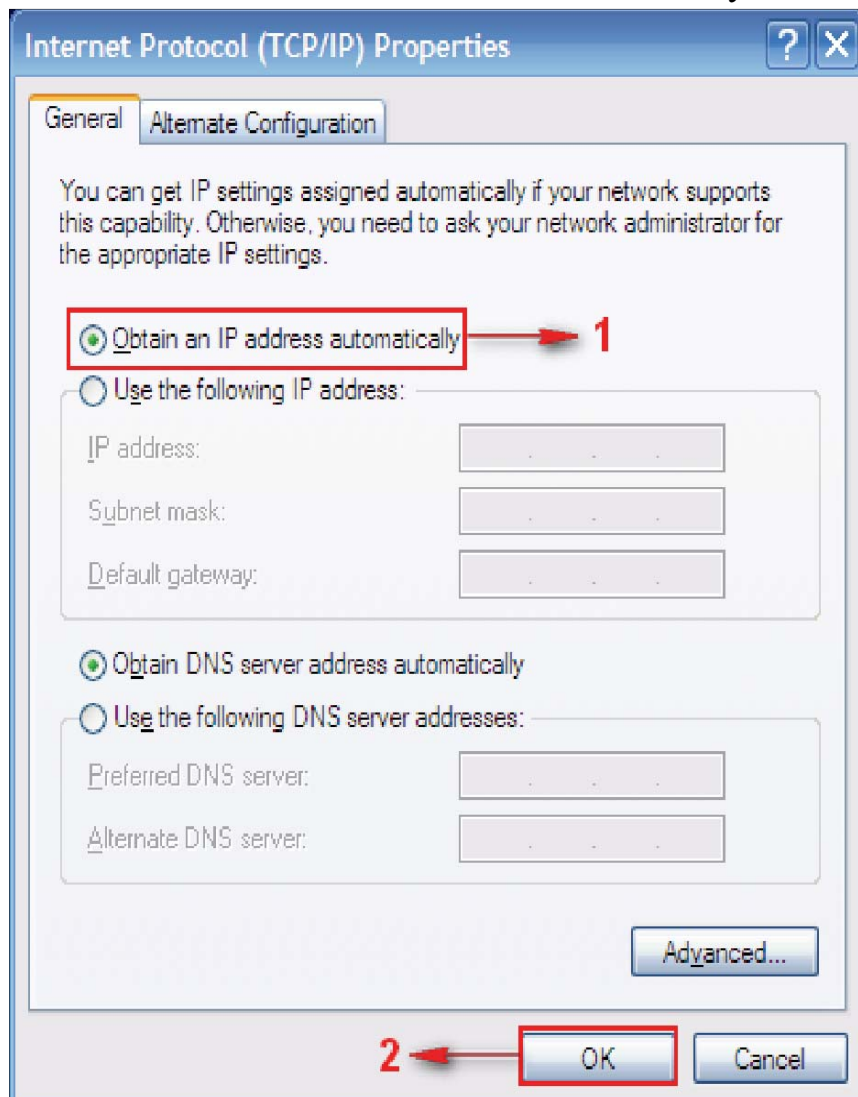 Internet Protocol (TCP/IP) Properties
General Alternate Configuration
You can get IP settings assigned automatically if your network supports
this capability. Otherwise, you need to ask your network administrator for
the appropriate IP settings.
Obtain an IP address automatically 1
Use the following IP address:
IP address:
Subnet mask:
Default gateway:
Obtain DNS server address automatically
Use the following DNS server addresses:
Preferred DNS server:
Alternate DNS server:
Advanced...
2 OK Cancel